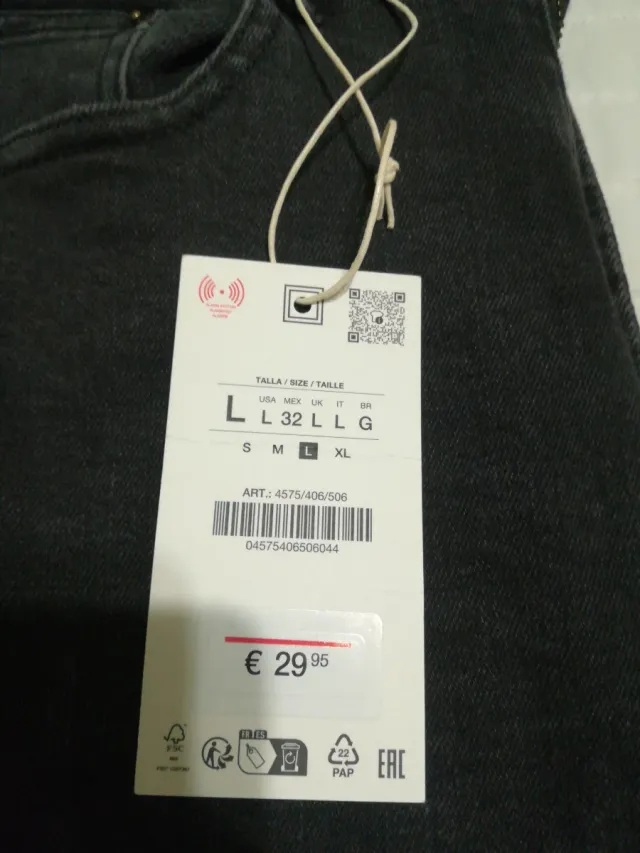 TALLA / SIZE / TAILLE
USA MEX UK IT BR
L L 32 L L G
S M L XL
ART.: 4575/406/506
04575406506044
€ 29 95
FR ES
FSC
22
PAP
EAC